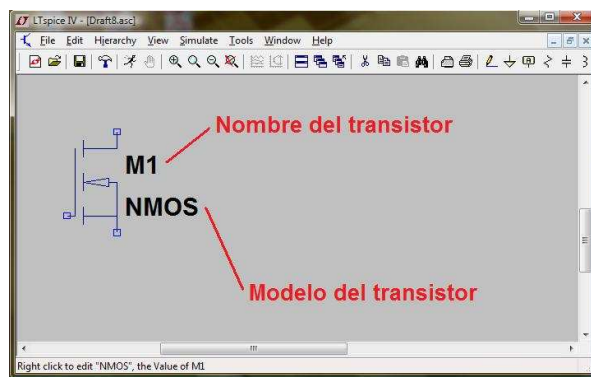 LTspice IV - [Draft8.asc]
File Edit Hierarchy View Simulate Tools Window Help
Nombre del transistor
M1
NMOS
Modelo del transistor
Right click to edit "NMOS", the Value of M1